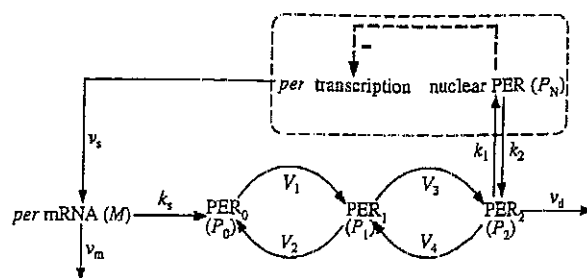 per transcription nuclear PER (P_N)
v_s
k_1 k_2
V_1 V_3
per mRNA (M) k_s PER_0 PER_1 PER_2 v_d
(P_0) (P_1) (P_2)
V_2 V_4
v_m